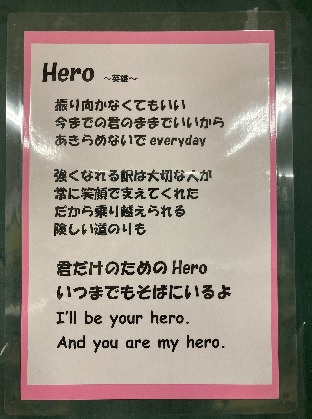 Hero ～英雄～
振り向かなくてもいい
今までの君のままでいいから
あきらめないで everyday
強くなれる訳は大切な人が
常に笑顔で支えてくれた
だから乗り越えられる
険しい道のりも
君だけのための Hero
いつまでもそばにいるよ
I'll be your hero.
And you are my hero.